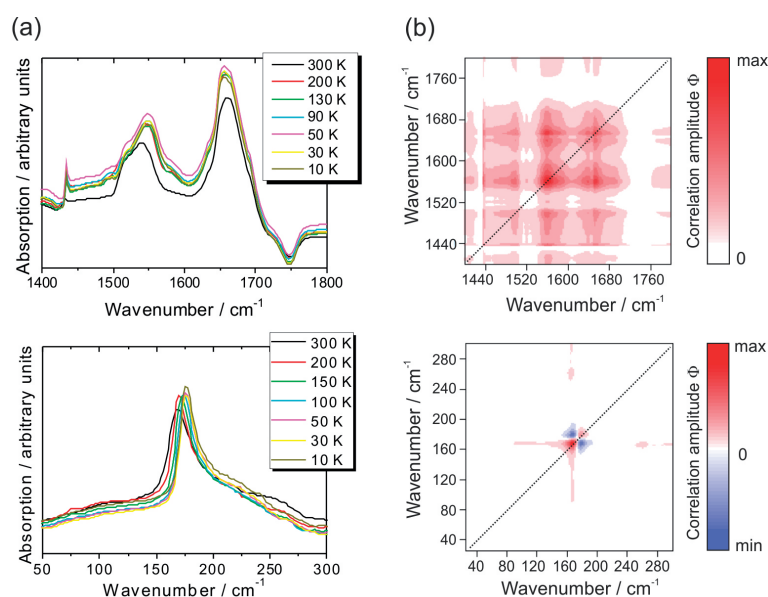 (a)
(b)
Absorption / arbitrary units
300 K
200 K
130 K
90 K
50 K
30 K
10 K
1400 1500 1600 1700 1800
Wavenumber / cm-1
Wavenumber / cm-1
1760
1680
1600
1520
1440
1440 1520 1600 1680 1760
Wavenumber / cm-1
max
0
Correlation amplitude Φ
Absorption / arbitrary units
300 K
200 K
150 K
100 K
50 K
30 K
10 K
50 100 150 200 250 300
Wavenumber / cm-1
Wavenumber / cm-1
280
240
200
160
120
80
40
40 80 120 160 200 240 280
Wavenumber / cm-1
max
0
min
Correlation amplitude Φ